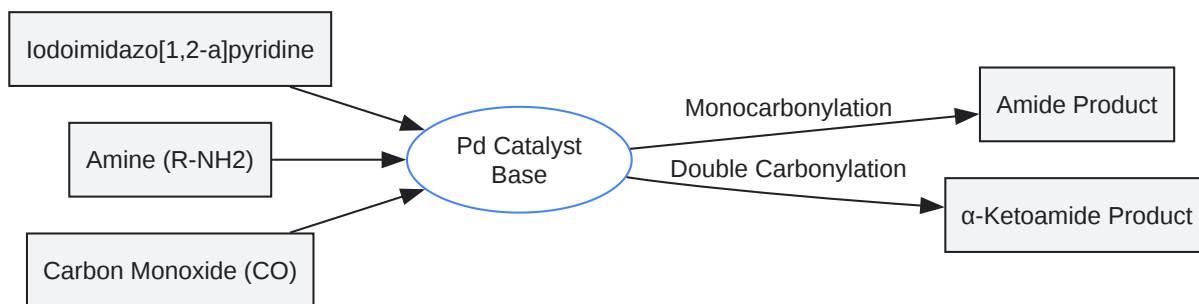 Iodoimidazo[1,2-a]pyridine
Amine (R-NH2)
Carbon Monoxide (CO)
Pd Catalyst
Base
Monocarbonylation
Double Carbonylation
Amide Product
α-Ketoamide Product